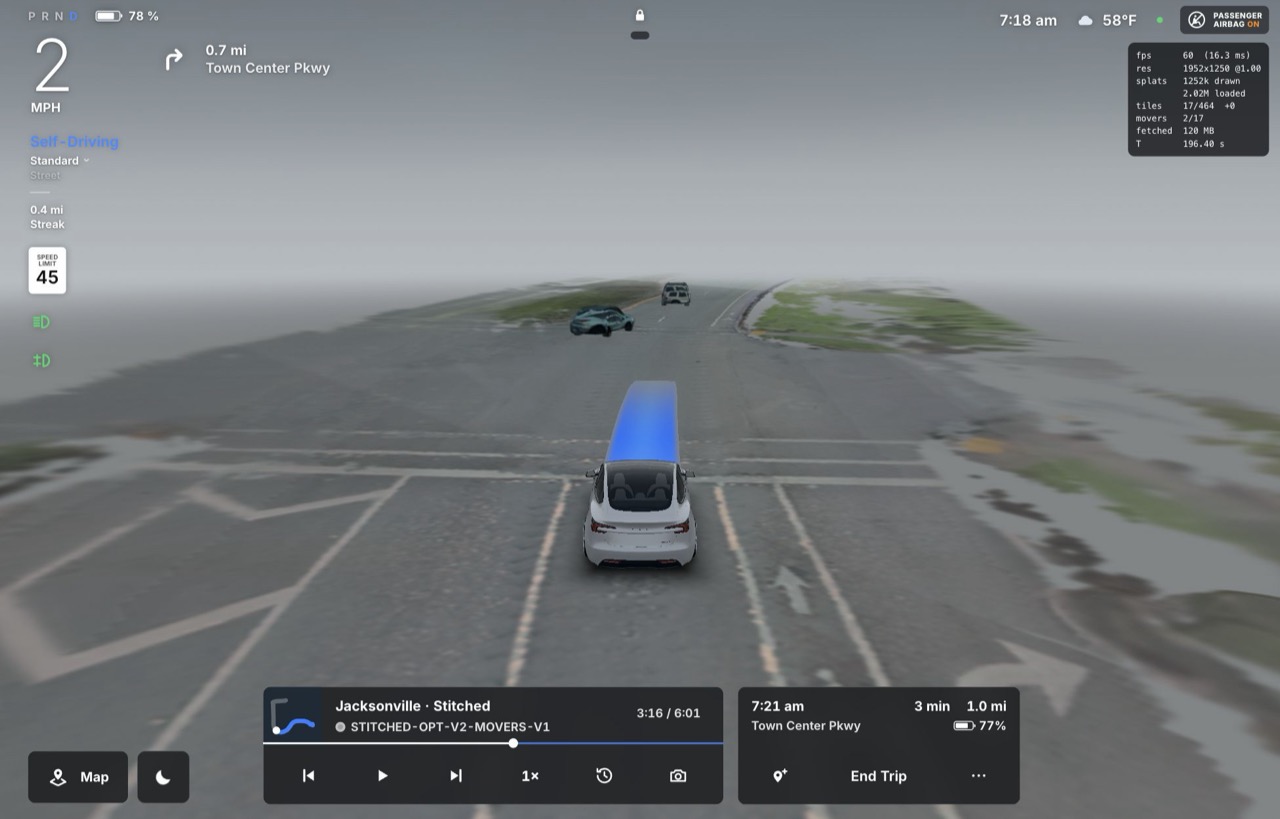 P R N D 78 %
2
MPH
0.7 mi
Town Center Pkwy
Self-Driving
Standard
Street
0.4 mi
Streak
SPEED
LIMIT
45
7:18 am 58°F
PASSENGER
AIRBAG ON
fps 60 (16.3 ms)
res 1952x1250 @1.00
splats 1252k drawn
2.02M loaded
tiles 17/464 +0
movers 2/17
fetched 120 MB
T 196.40 s
Map
Jacksonville · Stitched
STITCHED-OPT-V2-MOVERS-V1
3:16 / 6:01
1×
7:21 am 3 min 1.0 mi
Town Center Pkwy 77%
End Trip